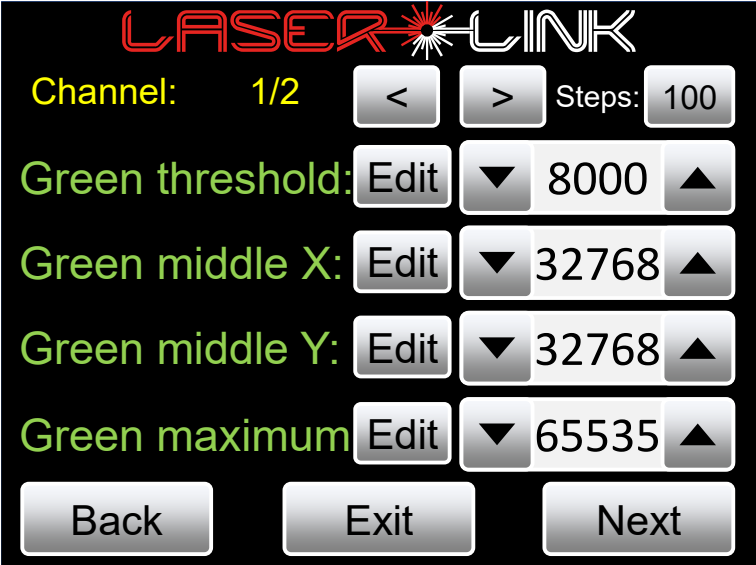 LASER LINK
Channel: 1/2 < > Steps: 100
Green threshold: Edit 8000
Green middle X: Edit 32768
Green middle Y: Edit 32768
Green maximum Edit 65535
Back Exit Next